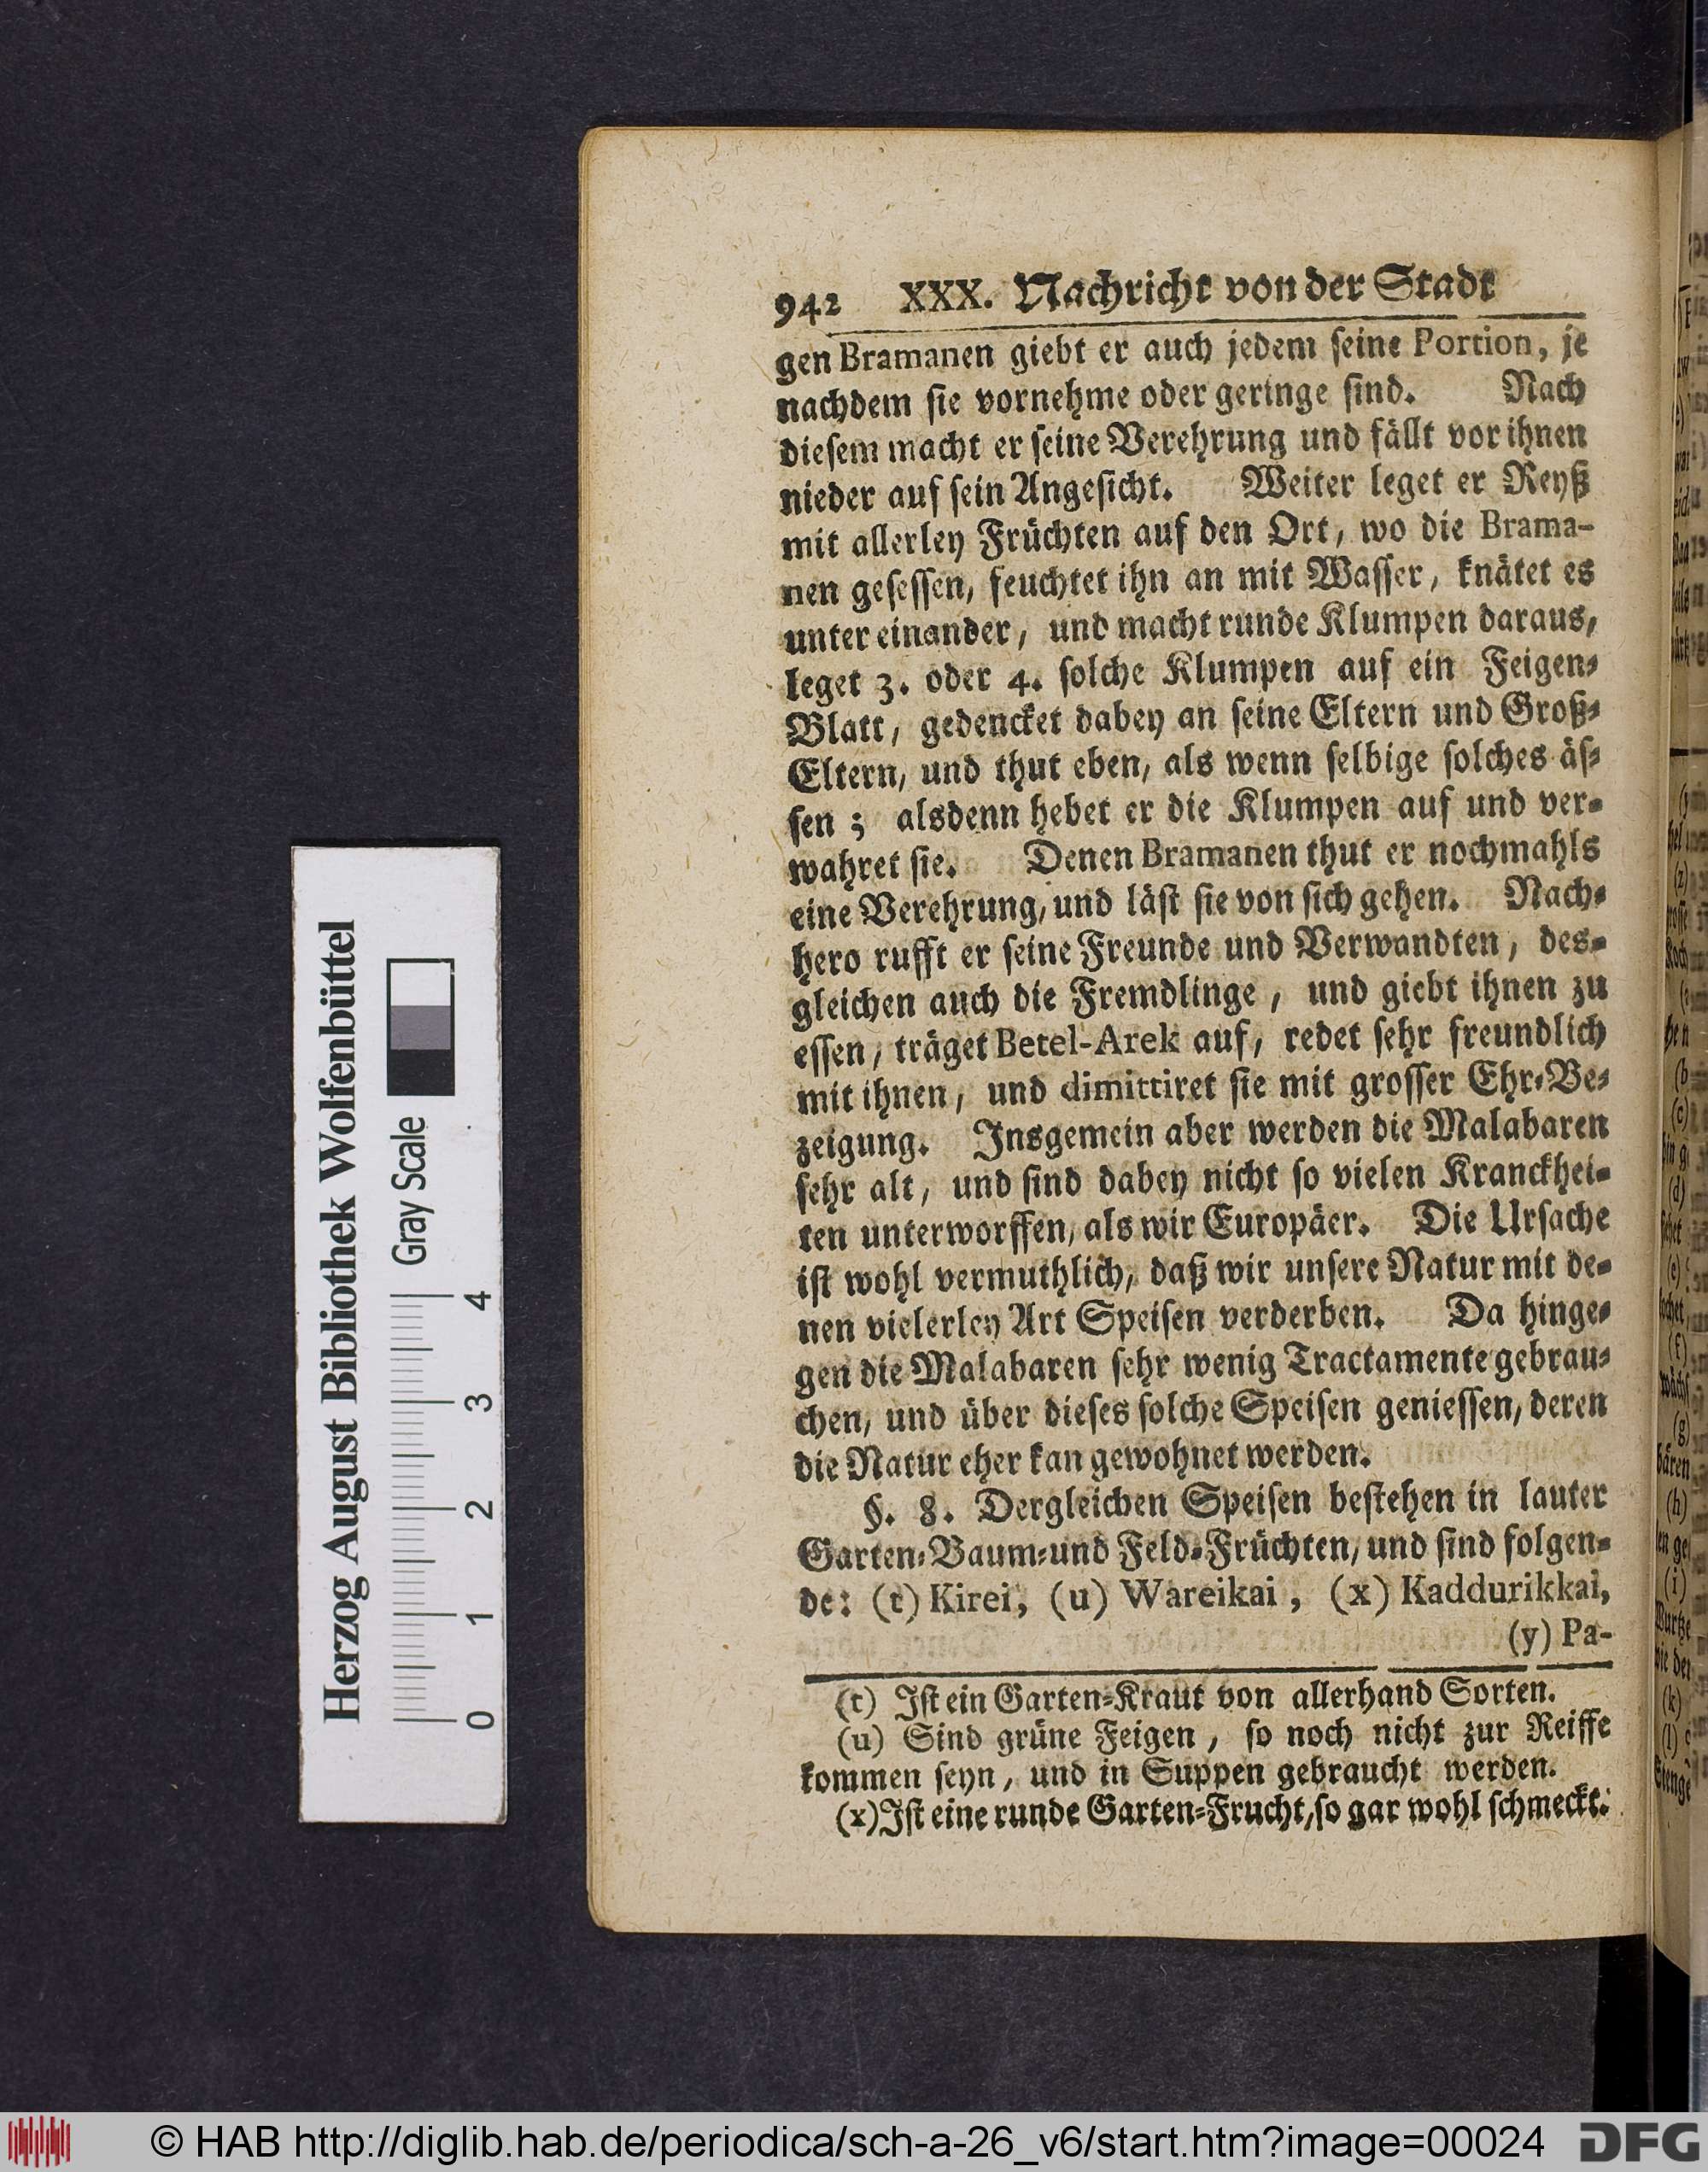 942 XXX. Nachricht von der Stadt
gen Bramanen giebt er auch jedem ſeine Portion, je
nachdem ſie vornehme oder geringe ſind. Nach
dieſem macht er ſeine Verehrung und fällt vor ihnen
nieder auf ſein Angeſicht. Weiter leget er Reyß
mit allerley Früchten auf den Ort, wo die Brama-
nen geſeſſen, feuchtet ihn an mit Waſſer, knätet es
unter einander, und macht runde Klumpen daraus,
leget 3. oder 4. ſolche Klumpen auf ein Feigen-
Blatt, gedencket dabey an ſeine Eltern und Groß-
Eltern, und thut eben, als wenn ſelbige ſolches äſ-
ſen; alsdenn hebet er die Klumpen auf und ver-
wahret ſie. Denen Bramanen thut er nochmahls
eine Verehrung, und läſt ſie von ſich gehen. Nach-
hero rufft er ſeine Freunde und Verwandten, des-
gleichen auch die Fremdlinge, und giebt ihnen zu
eſſen, träget Betel-Arek auf, redet ſehr freundlich
mit ihnen, und dimittiret ſie mit groſſer Ehr-Be-
zeigung. Insgemein aber werden die Malabaren
ſehr alt, und ſind dabey nicht ſo vielen Kranckhei-
ten unterworffen, als wir Europäer. Die Urſache
iſt wohl vermuthlich, daß wir unſere Natur mit de-
nen vielerley Art Speiſen verderben. Da hinge-
gen die Malabaren ſehr wenig Tractamente gebrau-
chen, und über dieſes ſolche Speiſen genieſſen, deren
die Natur eher kan gewohnet werden.
§. 8. Dergleichen Speiſen beſtehen in lauter
Garten-Baum-und Feld-Früchten, und ſind folgen-
de: (t) Kirei, (u) Wareikai, (x) Kaddurikkai,
(y) Pa-
(t) Iſt ein Garten-Kraut von allerhand Sorten.
(u) Sind grüne Feigen, ſo noch nicht zur Reiffe
kommen ſeyn, und in Suppen gebraucht werden.
(x) Iſt eine runde Garten-Frucht, ſo gar wohl ſchmeckt.
Herzog August Bibliothek Wolfenbüttel
Gray Scale
0 1 2 3 4
© HAB http://diglib.hab.de/periodica/sch-a-26_v6/start.htm?image=00024
DFG